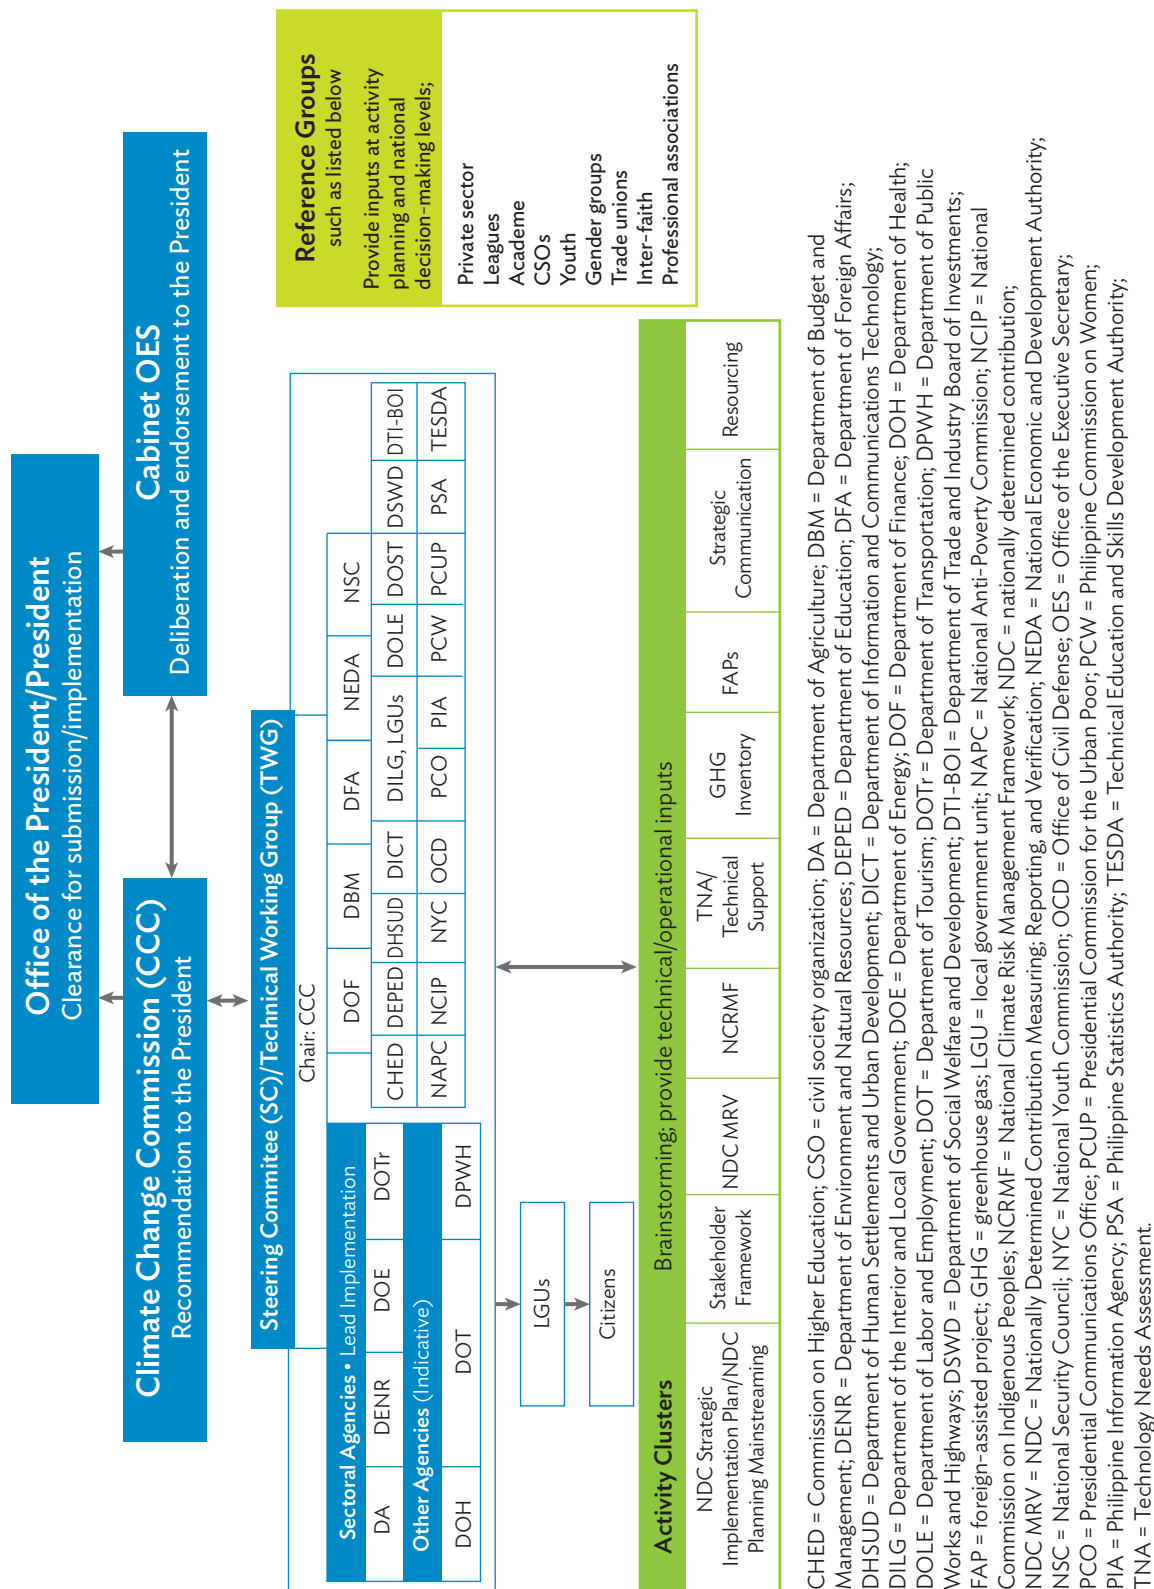 Office of the President/President
Clearance for submission/implementation
Climate Change Commission (CCC)
Recommendation to the President
Cabinet OES
Deliberation and endorsement to the President
Steering Commitee (SC)/Technical Working Group (TWG)
Chair: CCC
DOF
DBM
DFA
NEDA
NSC
Sectoral Agencies • Lead Implementation
DA
DENR
DOE
DOTr
Other Agencies (Indicative)
DOH
DOT
DPWH
CHED
DEPED
DHSUD
DICT
DILG, LGUs
DOLE
DOST
DSWD
DTI-BOI
NAPC
NCIP
NYC
OCD
PCO
PIA
PCW
PCUP
PSA
TESDA
LGUs
Citizens
Reference Groups
such as listed below
Provide inputs at activity
planning and national
decision-making levels;
Private sector
Leagues
Academe
CSOs
Youth
Gender groups
Trade unions
Inter-faith
Professional associations
Activity Clusters
Brainstorming; provide technical/operational inputs
NDC Strategic
Implementation Plan/NDC
Planning Mainstreaming
Stakeholder
Framework
NDC MRV
NCRMF
TNA/
Technical
Support
GHG
Inventory
FAPs
Strategic
Communication
Resourcing
CHED = Commission on Higher Education; CSO = civil society organization; DA = Department of Agriculture; DBM = Department of Budget and
Management; DENR = Department of Environment and Natural Resources; DEPED = Department of Education; DFA = Department of Foreign Affairs;
DHSUD = Department of Human Settlements and Urban Development; DICT = Department of Information and Communications Technology;
DILG = Department of the Interior and Local Government; DOE = Department of Energy; DOF = Department of Finance; DOH = Department of Health;
DOLE = Department of Labor and Employment; DOT = Department of Tourism; DOTr = Department of Transportation; DPWH = Department of Public
Works and Highways; DSWD = Department of Social Welfare and Development; DTI-BOI = Department of Trade and Industry Board of Investments;
FAP = foreign-assisted project; GHG = greenhouse gas; LGU = local government unit; NAPC = National Anti-Poverty Commission; NCIP = National
Commission on Indigenous Peoples; NCRMF = National Climate Risk Management Framework; NDC = nationally determined contribution;
NDC MRV = NDC = Nationally Determined Contribution Measuring; Reporting, and Verification; NEDA = National Economic and Development Authority;
NSC = National Security Council; NYC = National Youth Commission; OCD = Office of Civil Defense; OES = Office of the Executive Secretary;
PCO = Presidential Communications Office; PCUP = Presidential Commission for the Urban Poor; PCW = Philippine Commission on Women;
PIA = Philippine Information Agency; PSA = Philippine Statistics Authority; TESDA = Technical Education and Skills Development Authority;
TNA = Technology Needs Assessment.